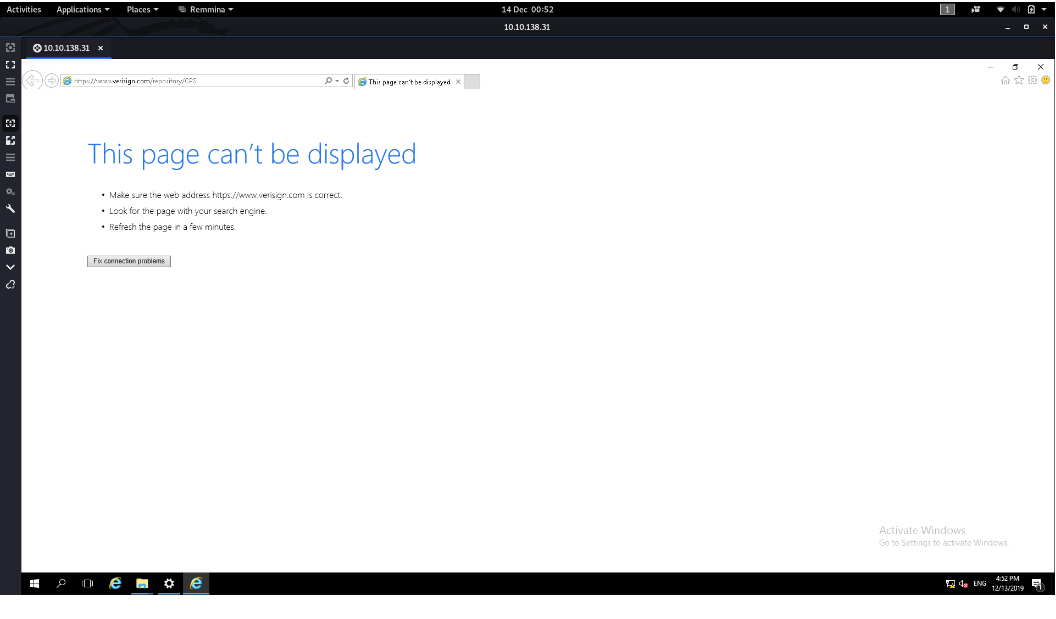 Activities Applications Places Remmina 14 Dec 00:52 1
10.10.138.31
10.10.138.31
https://www.verisign.com/repository/CPS This page can't be displayed
This page can't be displayed
• Make sure the web address https://www.verisign.com is correct.
• Look for the page with your search engine.
• Refresh the page in a few minutes.
Fix connection problems
Activate Windows
Go to Settings to activate Windows.
ENG 4:52 PM
12/13/2019 1